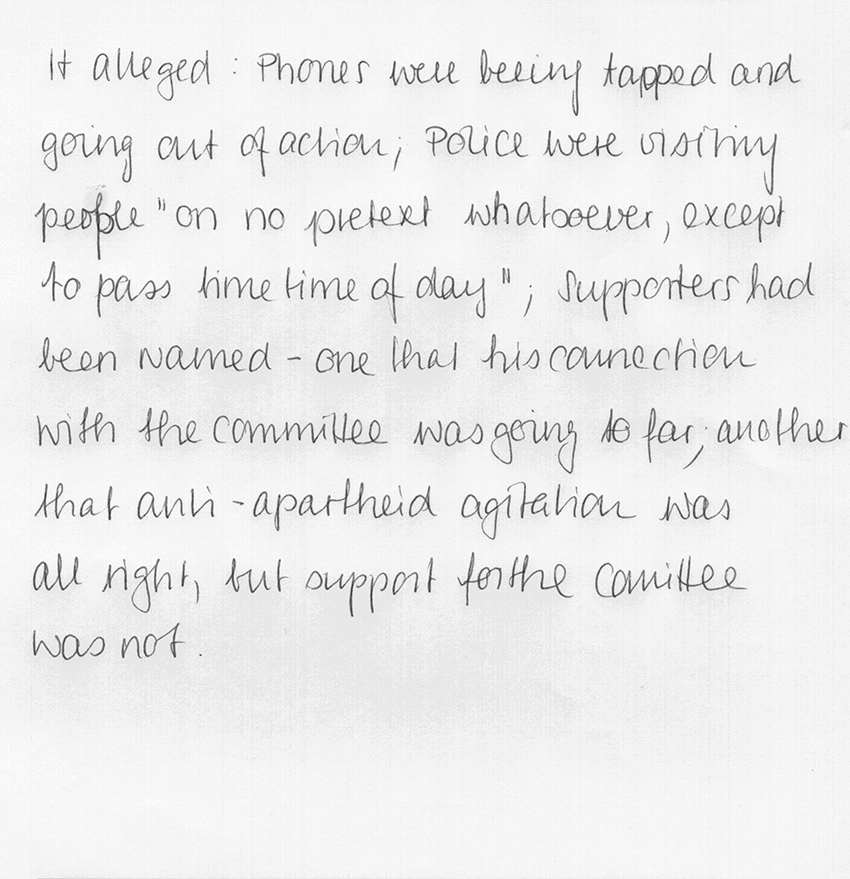 It alleged : Phones were beeing tapped and
going out of action; Police were visiting
people "on no pretext whatsoever, except
to pass time time of day"; Supporters had
been named - one that his connection
with the committee was going to far; another
that anti-apartheid agitation was
all right, but support for the Comittee
was not.